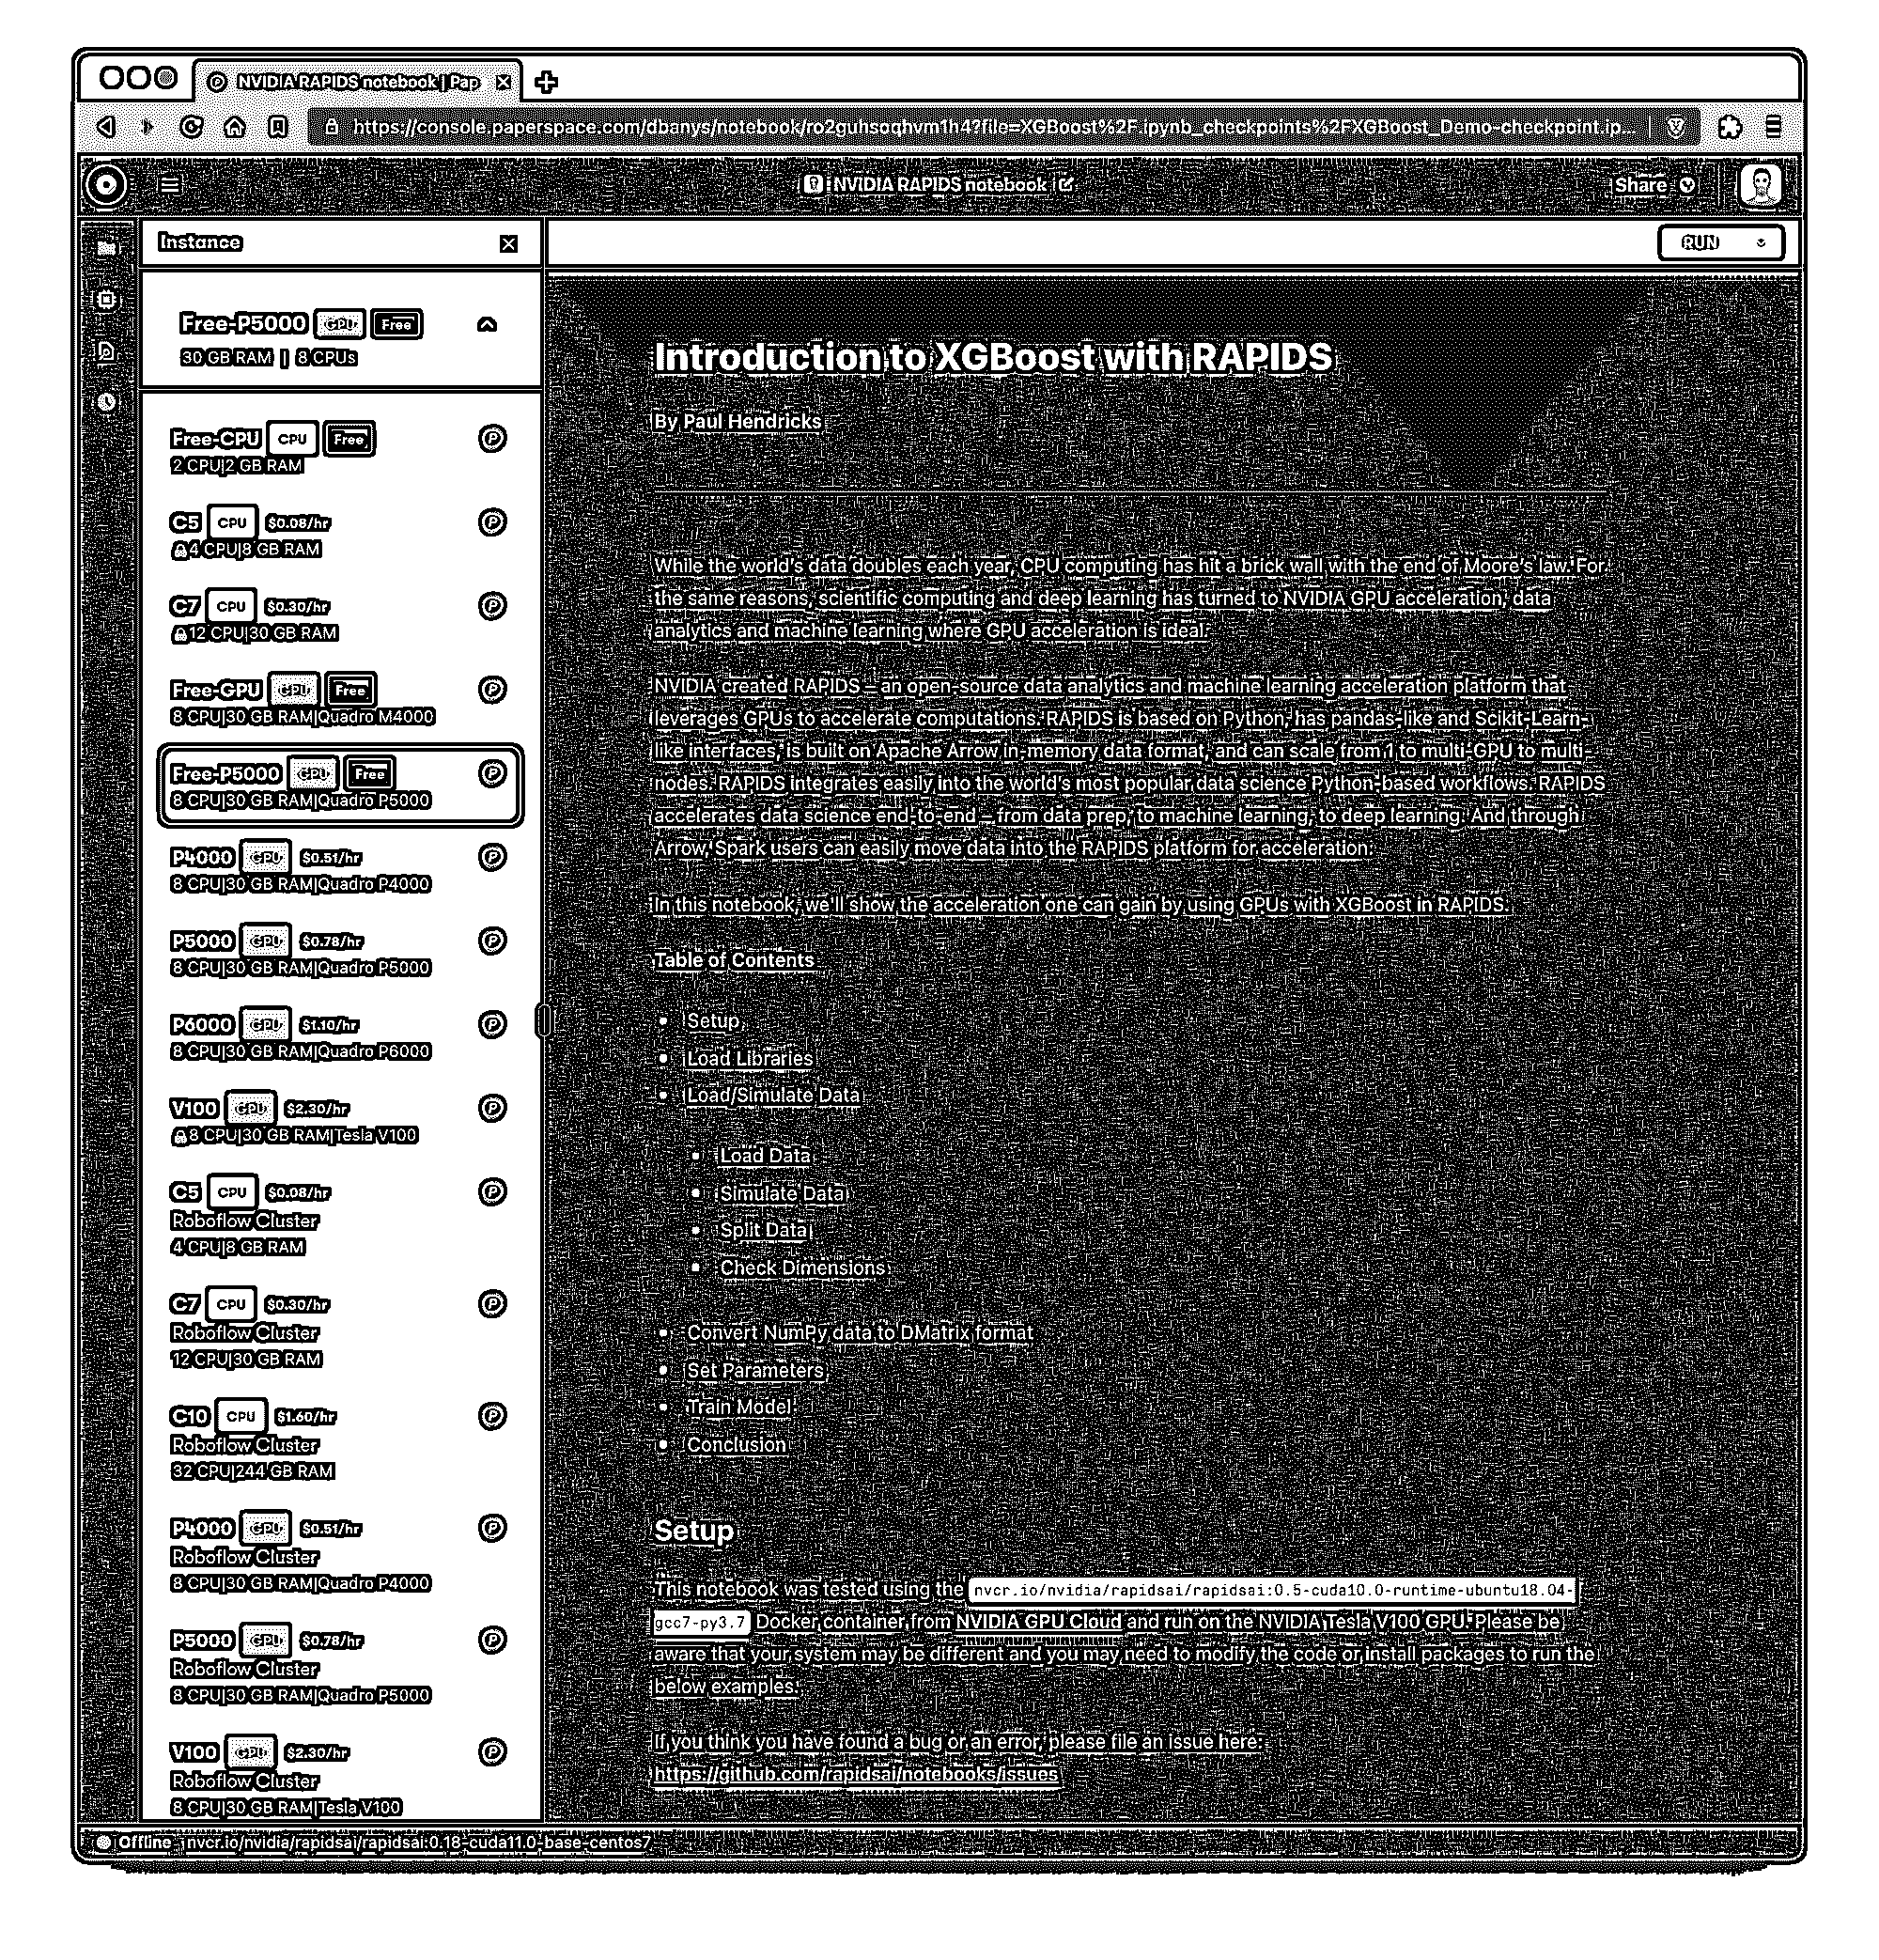 NVIDIA RAPIDS notebook | Pap
https://console.paperspace.com/dbanys/notebook/ro2guhsoqhvm1h4?file=XGBoost%2F.ipynb_checkpoints%2FXGBoost_Demo-checkpoint.ip...
NVIDIA RAPIDS notebook
Share
Instance
RUN
Free-P5000 GPU Free
30 GB RAM | 8 CPUs
Free-CPU CPU Free
2 CPU|2 GB RAM
C5 CPU $0.08/hr
4 CPU|8 GB RAM
C7 CPU $0.30/hr
12 CPU|30 GB RAM
Free-GPU GPU Free
8 CPU|30 GB RAM|Quadro M4000
Free-P5000 GPU Free
8 CPU|30 GB RAM|Quadro P5000
P4000 GPU $0.51/hr
8 CPU|30 GB RAM|Quadro P4000
P5000 GPU $0.78/hr
8 CPU|30 GB RAM|Quadro P5000
P6000 GPU $1.10/hr
8 CPU|30 GB RAM|Quadro P6000
V100 GPU $2.30/hr
8 CPU|30 GB RAM|Tesla V100
C5 CPU $0.08/hr
Roboflow Cluster
4 CPU|8 GB RAM
C7 CPU $0.30/hr
Roboflow Cluster
12 CPU|30 GB RAM
C10 CPU $1.60/hr
Roboflow Cluster
32 CPU|244 GB RAM
P4000 GPU $0.51/hr
Roboflow Cluster
8 CPU|30 GB RAM|Quadro P4000
P5000 GPU $0.78/hr
Roboflow Cluster
8 CPU|30 GB RAM|Quadro P5000
V100 GPU $2.30/hr
Roboflow Cluster
8 CPU|30 GB RAM|Tesla V100
Introduction to XGBoost with RAPIDS
By Paul Hendricks
While the world's data doubles each year, CPU computing has hit a brick wall with the end of Moore's law. For
the same reasons, scientific computing and deep learning has turned to NVIDIA GPU acceleration, data
analytics and machine learning where GPU acceleration is ideal.
NVIDIA created RAPIDS – an open-source data analytics and machine learning acceleration platform that
leverages GPUs to accelerate computations. RAPIDS is based on Python, has pandas-like and Scikit-Learn-
like interfaces, is built on Apache Arrow in-memory data format, and can scale from 1 to multi-GPU to multi-
nodes. RAPIDS integrates easily into the world's most popular data science Python-based workflows. RAPIDS
accelerates data science end-to-end – from data prep, to machine learning, to deep learning. And through
Arrow, Spark users can easily move data into the RAPIDS platform for acceleration.
In this notebook, we'll show the acceleration one can gain by using GPUs with XGBoost in RAPIDS.
Table of Contents
• Setup
• Load Libraries
• Load/Simulate Data
• Load Data
• Simulate Data
• Split Data
• Check Dimensions
• Convert NumPy data to DMatrix format
• Set Parameters
• Train Model
• Conclusion
Setup
This notebook was tested using the nvcr.io/nvidia/rapidsai/rapidsai:0.5-cuda10.0-runtime-ubuntu18.04-
gcc7-py3.7 Docker container from NVIDIA GPU Cloud and run on the NVIDIA Tesla V100 GPU. Please be
aware that your system may be different and you may need to modify the code or install packages to run the
below examples.
If you think you have found a bug or an error, please file an issue here:
https://github.com/rapidsai/notebooks/issues
Offline nvcr.io/nvidia/rapidsai/rapidsai:0.18-cuda11.0-base-centos7